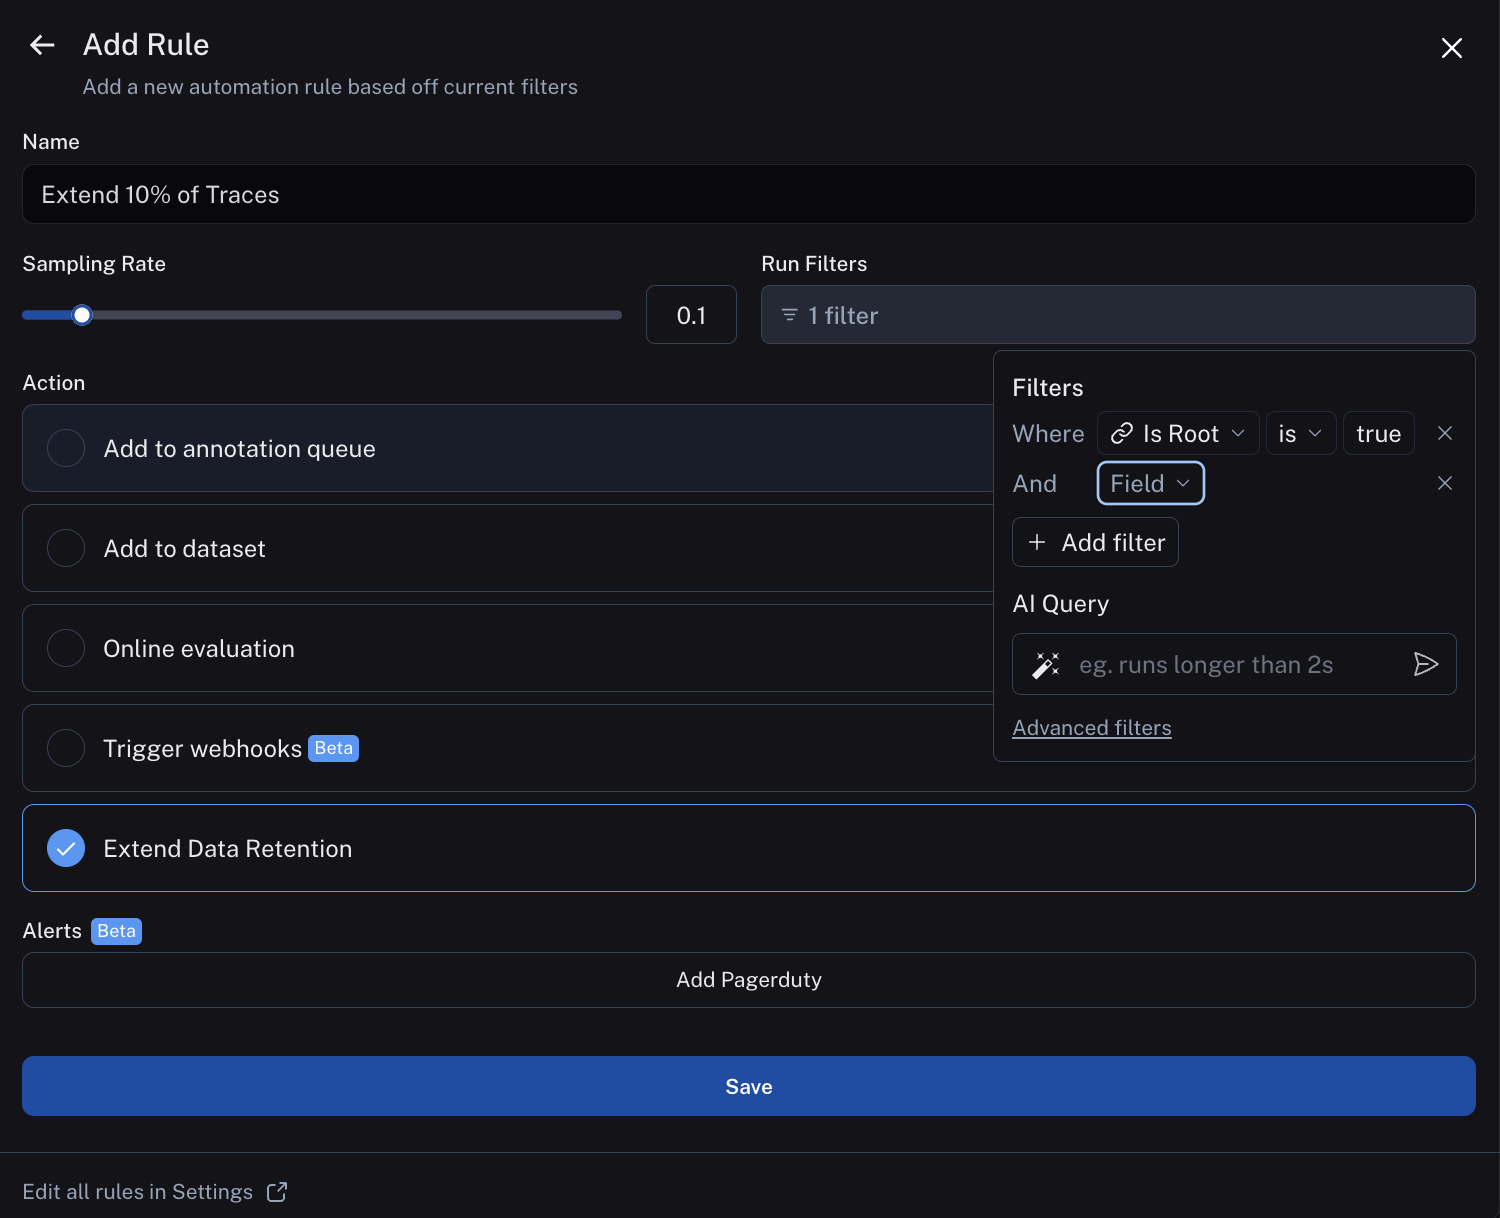 Add Rule
Add a new automation rule based off current filters
Name
Extend 10% of Traces
Sampling Rate
0.1
Run Filters
1 filter
Action
Add to annotation queue
Add to dataset
Online evaluation
Trigger webhooks Beta
Extend Data Retention
Filters
Where Is Root is true
And Field
Add filter
AI Query
eg. runs longer than 2s
Advanced filters
Alerts Beta
Add Pagerduty
Save
Edit all rules in Settings